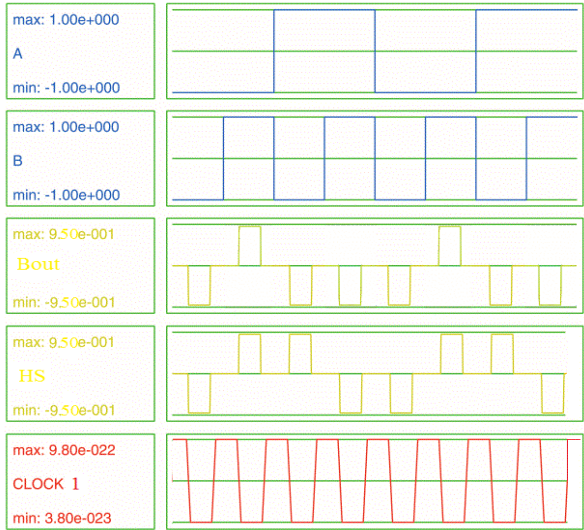 max: 1.00e+000
A
min: -1.00e+000
max: 1.00e+000
B
min: -1.00e+000
max: 9.50e-001
Bout
min: -9.50e-001
max: 9.50e-001
HS
min: -9.50e-001
max: 9.80e-022
CLOCK 1
min: 3.80e-023